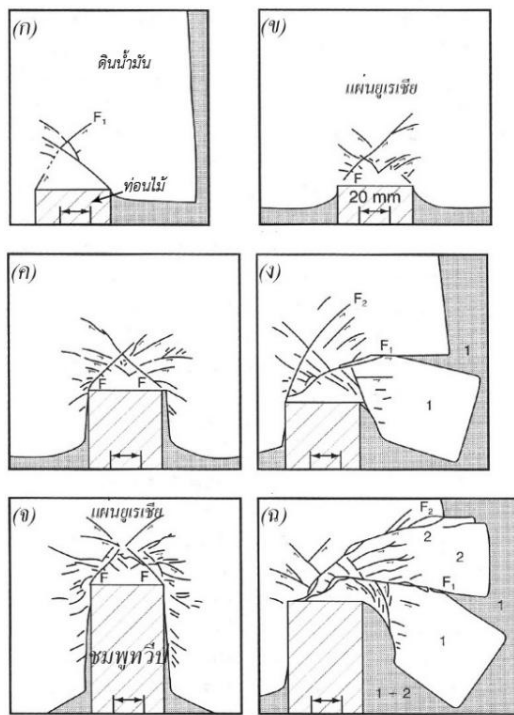 (ก)
ดินน้ำมัน
F1
ท่อนไม้
(ข)
แผ่นยูเรเซีย
F
20 mm
(ค)
F F
(ง)
F2
F1
1
1
(จ)
แผ่นยูเรเซีย
F F
ชมพูทวีป
(ฉ)
F2
2
2
F1
1
1
1 - 2